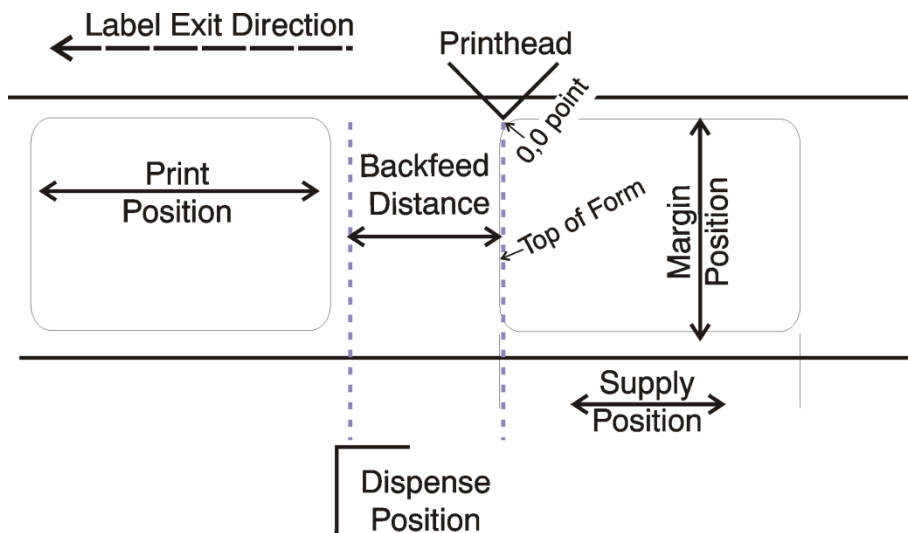 Label Exit Direction
Printhead
0,0 point
Print
Position
Backfeed
Distance
Top of Form
Margin
Position
Supply
Position
Dispense
Position